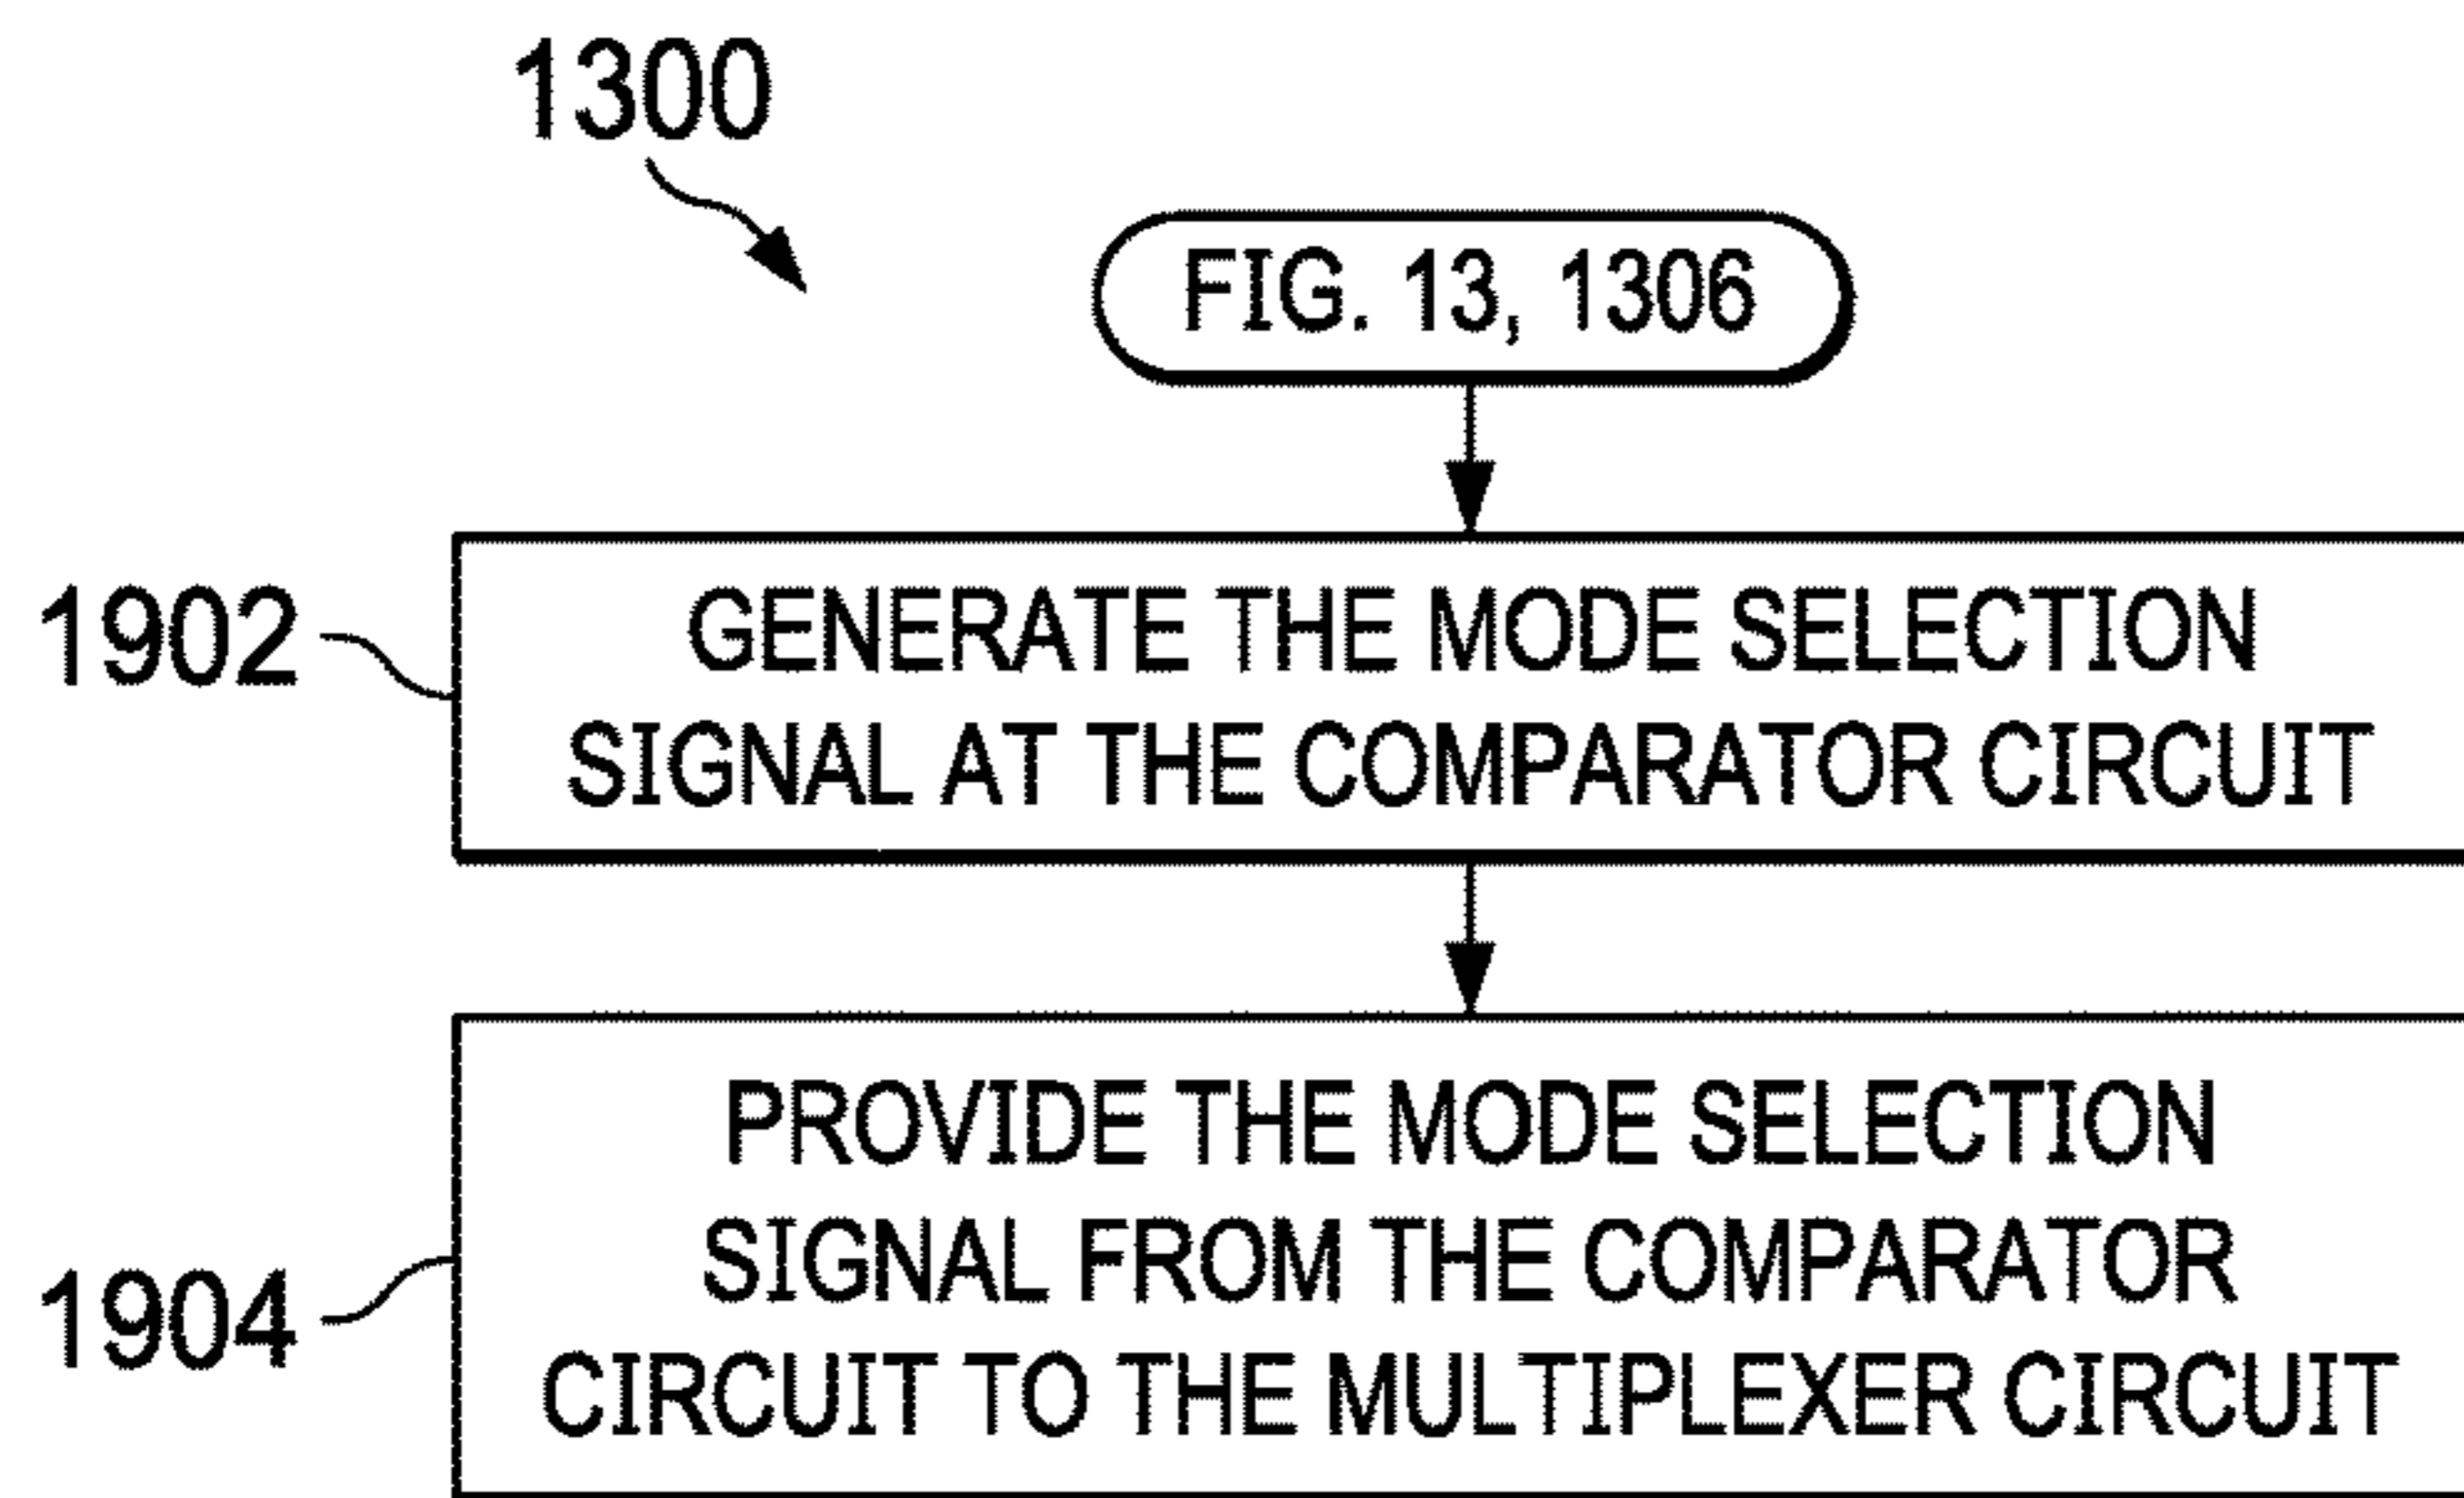 1300
FIG. 13, 1306
1902
GENERATE THE MODE SELECTION
SIGNAL AT THE COMPARATOR CIRCUIT
1904
PROVIDE THE MODE SELECTION
SIGNAL FROM THE COMPARATOR
CIRCUIT TO THE MULTIPLEXER CIRCUIT